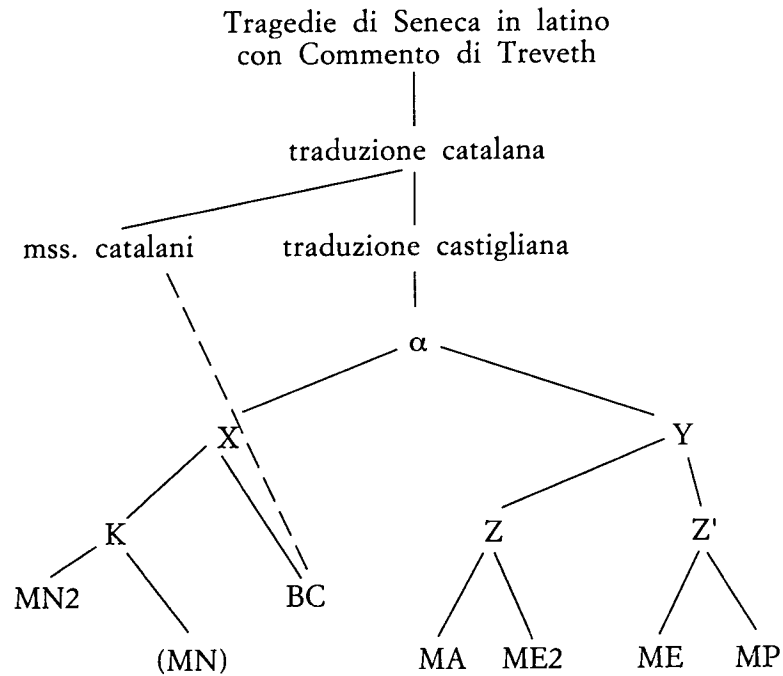 Tragedie di Seneca in latino
con Commento di Treveth
traduzione catalana
mss. catalani traduzione castigliana
α
X Y
K Z Z'
MN2 BC
(MN) MA ME2 ME MP